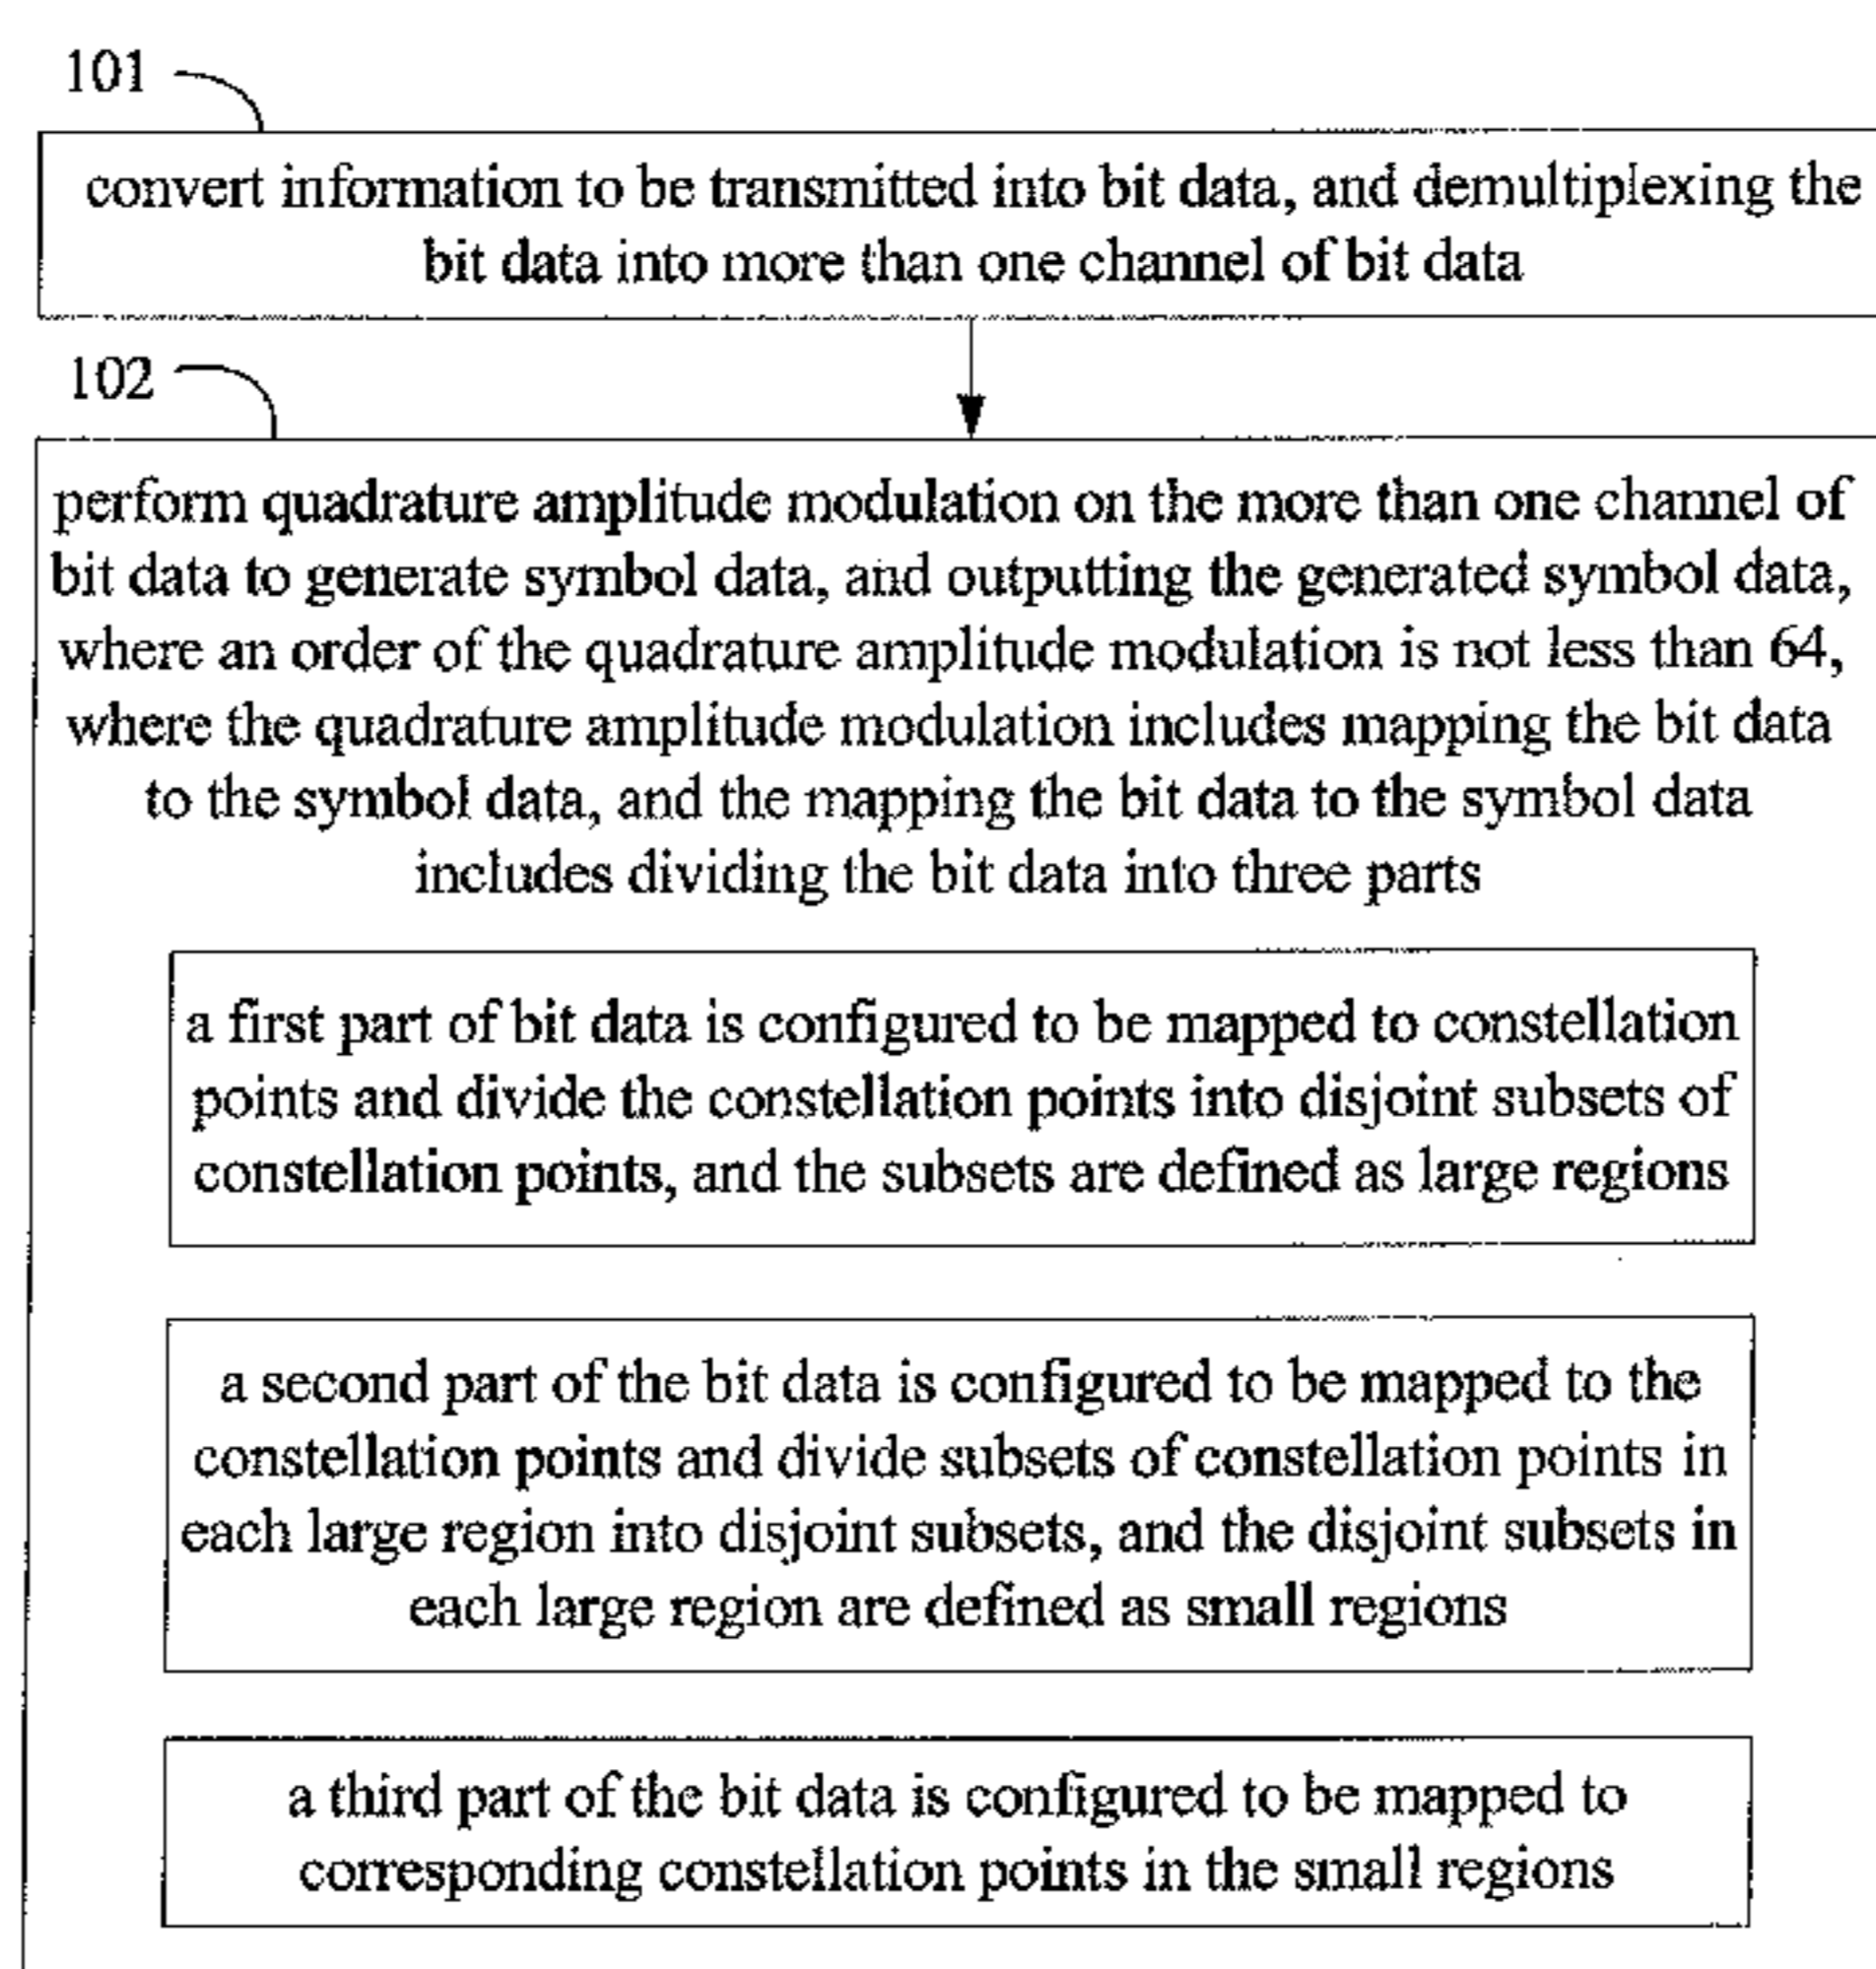 101
convert information to be transmitted into bit data, and demultiplexing the
bit data into more than one channel of bit data
102
perform quadrature amplitude modulation on the more than one channel of
bit data to generate symbol data, and outputting the generated symbol data,
where an order of the quadrature amplitude modulation is not less than 64,
where the quadrature amplitude modulation includes mapping the bit data
to the symbol data, and the mapping the bit data to the symbol data
includes dividing the bit data into three parts
a first part of bit data is configured to be mapped to constellation
points and divide the constellation points into disjoint subsets of
constellation points, and the subsets are defined as large regions
a second part of the bit data is configured to be mapped to the
constellation points and divide subsets of constellation points in
each large region into disjoint subsets, and the disjoint subsets in
each large region are defined as small regions
a third part of the bit data is configured to be mapped to
corresponding constellation points in the small regions